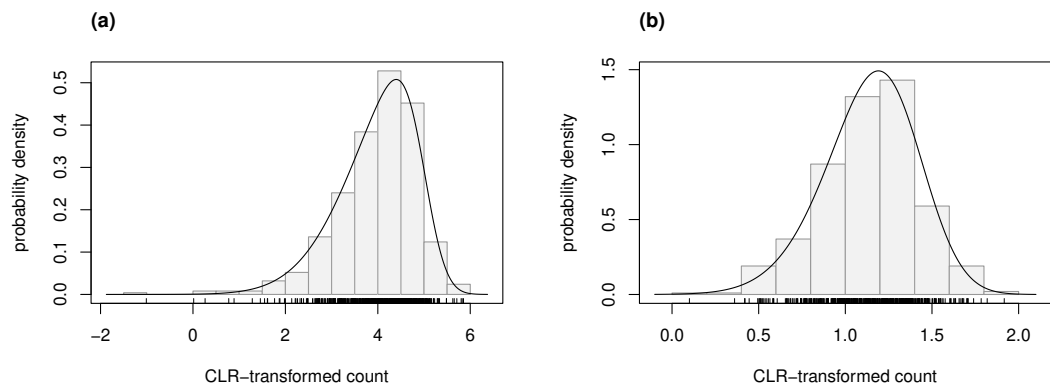 (a)
probability density
0.0 0.1 0.2 0.3 0.4 0.5
−2 0 2 4 6
CLR−transformed count
(b)
probability density
0.0 0.5 1.0 1.5
0.0 0.5 1.0 1.5 2.0
CLR−transformed count